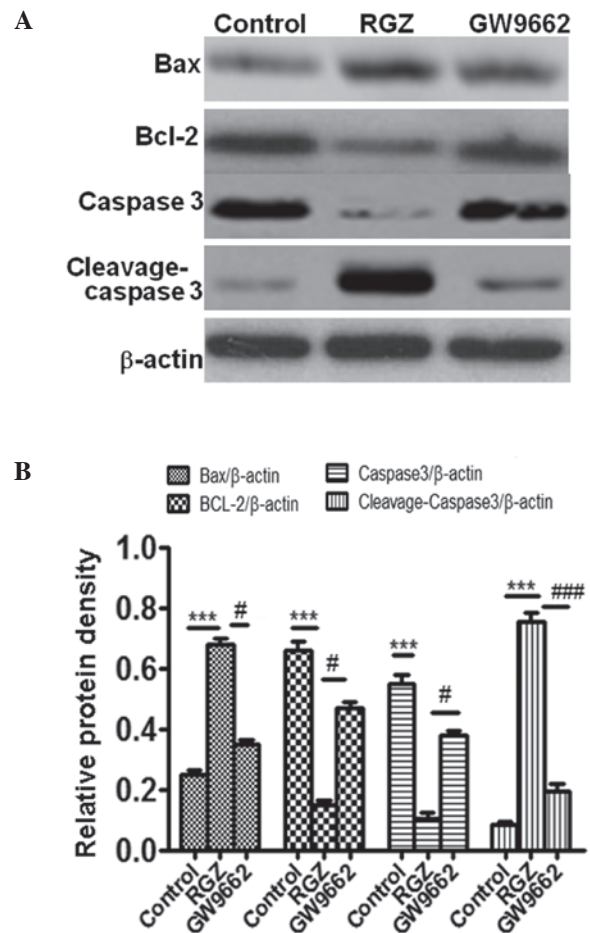 A
Control RGZ GW9662
Bax
Bcl-2
Caspase 3
Cleavage-
caspase 3
β-actin
B
Bax/β-actin
Caspase3/β-actin
BCL-2/β-actin
Cleavage-Caspase3/β-actin
Relative protein density
1.0
0.8
0.6
0.4
0.2
0.0
*** #
*** #
*** #
*** ###
Control RGZ GW9662
Control RGZ GW9662
Control RGZ GW9662
Control RGZ GW9662